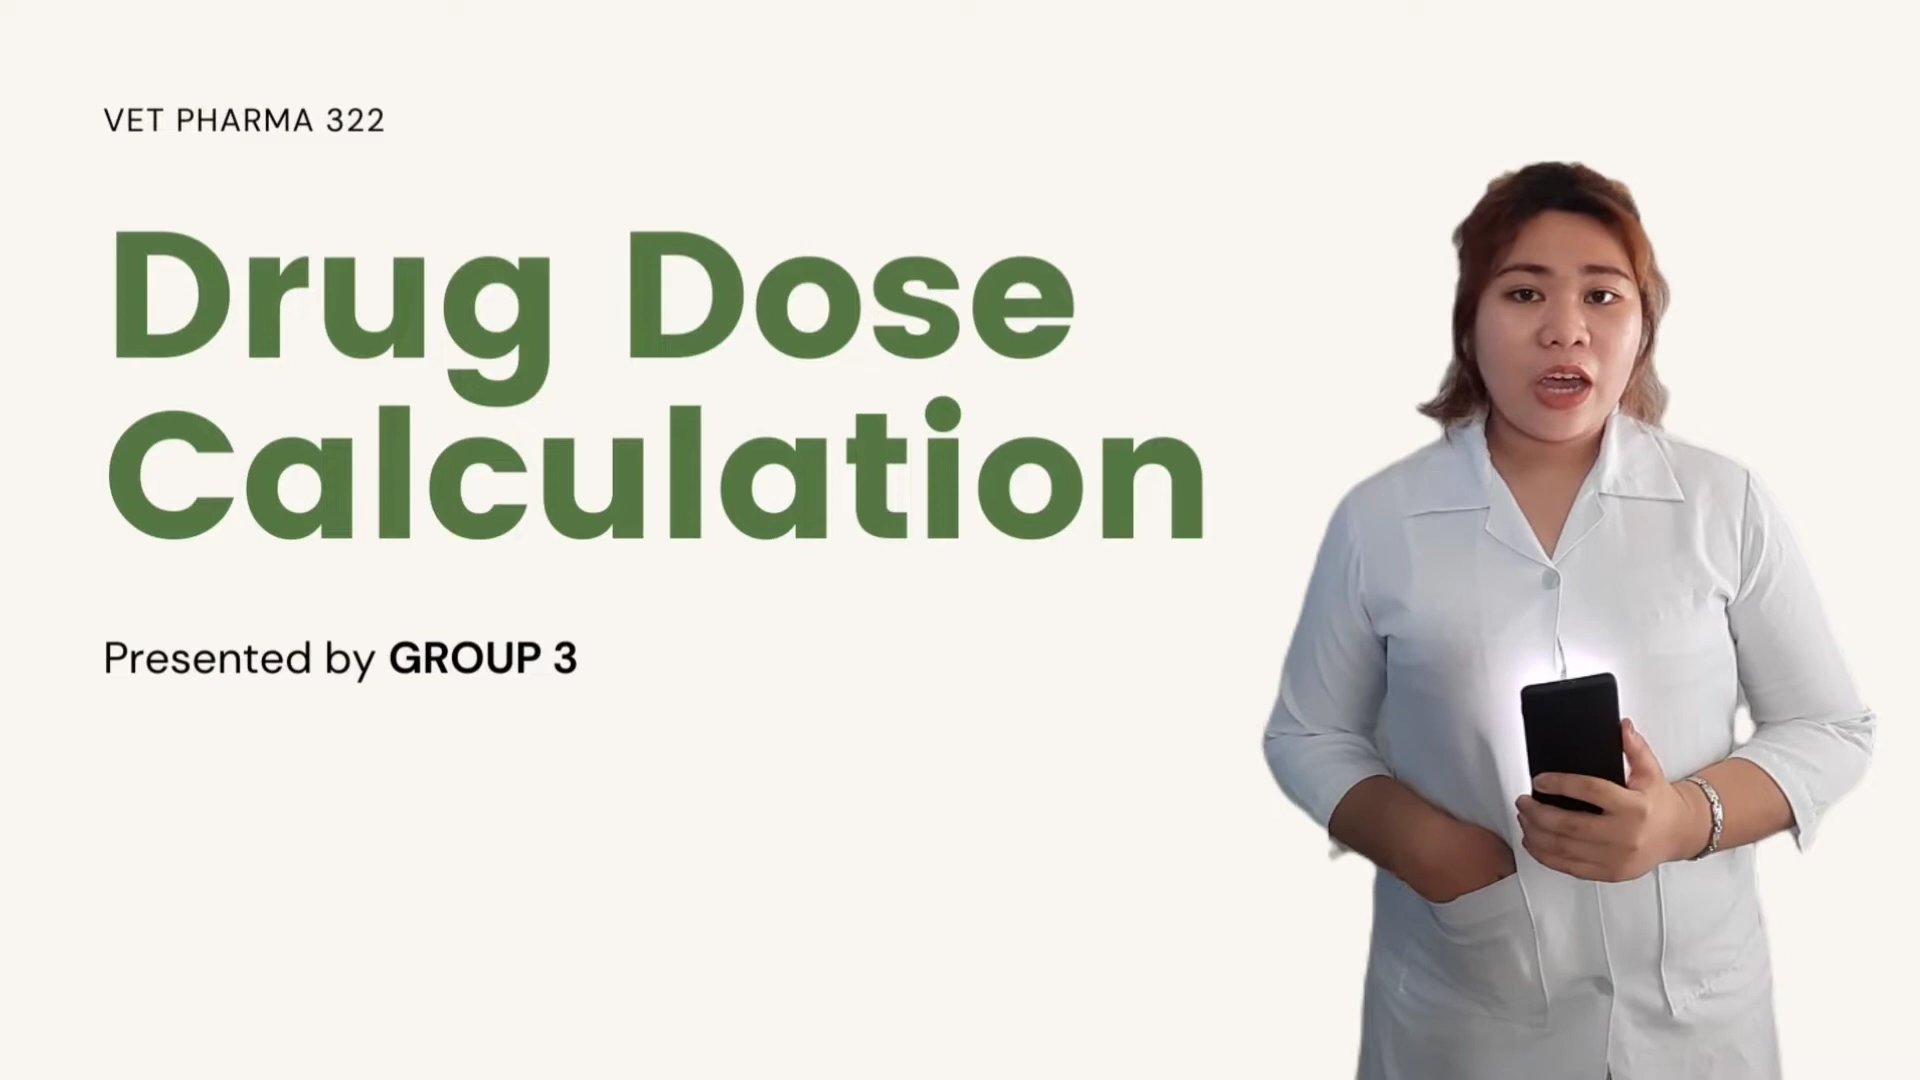 VET PHARMA 322
Drug Dose
Calculation
Presented by GROUP 3